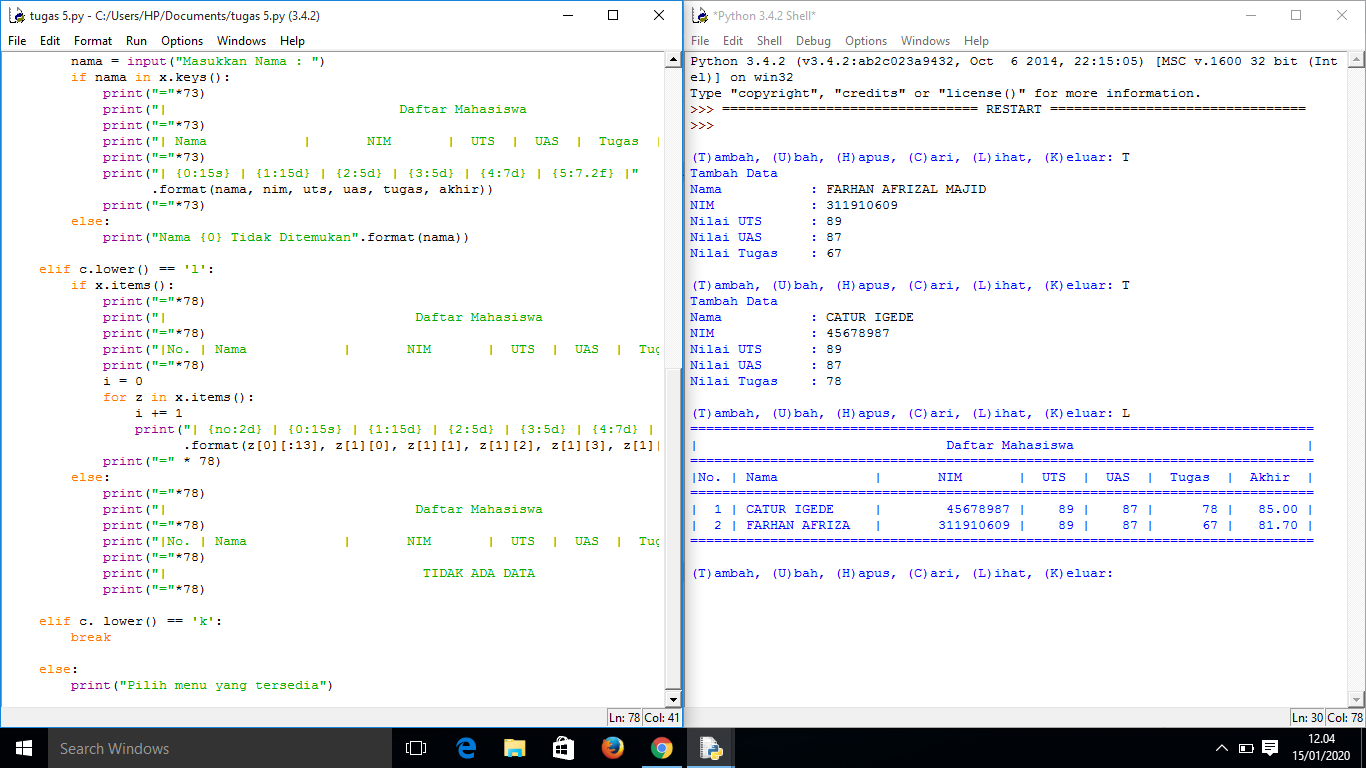 tugas 5.py - C:/Users/HP/Documents/tugas 5.py (3.4.2)
File Edit Format Run Options Windows Help
nama = input("Masukkan Nama : ")
if nama in x.keys():
print("="*73)
print("| Daftar Mahasiswa
print("="*73)
print("| Nama | NIM | UTS | UAS | Tugas |
print("="*73)
print("| {0:15s} | {1:15d} | {2:5d} | {3:5d} | {4:7d} | {5:7.2f} |"
.format(nama, nim, uts, uas, tugas, akhir))
print("="*73)
else:
print("Nama {0} Tidak Ditemukan".format(nama))
elif c.lower() == 'l':
if x.items():
print("="*78)
print("| Daftar Mahasiswa
print("="*78)
print("|No. | Nama | NIM | UTS | UAS | Tug
print("="*78)
i = 0
for z in x.items():
i += 1
print("| {no:2d} | {0:15s} | {1:15d} | {2:5d} | {3:5d} | {4:7d} |
.format(z[0][:13], z[1][0], z[1][1], z[1][2], z[1][3], z[1][
print("=" * 78)
else:
print("="*78)
print("| Daftar Mahasiswa
print("="*78)
print("|No. | Nama | NIM | UTS | UAS | Tug
print("="*78)
print("| TIDAK ADA DATA
print("="*78)
elif c. lower() == 'k':
break
else:
print("Pilih menu yang tersedia")
Ln: 78 Col: 41
*Python 3.4.2 Shell*
File Edit Shell Debug Options Windows Help
Python 3.4.2 (v3.4.2:ab2c023a9432, Oct  6 2014, 22:15:05) [MSC v.1600 32 bit (Int
el)] on win32
Type "copyright", "credits" or "license()" for more information.
>>> ================================ RESTART ================================
>>>
(T)ambah, (U)bah, (H)apus, (C)ari, (L)ihat, (K)eluar: T
Tambah Data
Nama : FARHAN AFRIZAL MAJID
NIM : 311910609
Nilai UTS : 89
Nilai UAS : 87
Nilai Tugas : 67
(T)ambah, (U)bah, (H)apus, (C)ari, (L)ihat, (K)eluar: T
Tambah Data
Nama : CATUR IGEDE
NIM : 45678987
Nilai UTS : 89
Nilai UAS : 87
Nilai Tugas : 78
(T)ambah, (U)bah, (H)apus, (C)ari, (L)ihat, (K)eluar: L
==============================================================================
| Daftar Mahasiswa |
==============================================================================
|No. | Nama | NIM | UTS | UAS | Tugas | Akhir |
==============================================================================
| 1 | CATUR IGEDE | 45678987 | 89 | 87 | 78 | 85.00 |
| 2 | FARHAN AFRIZA | 311910609 | 89 | 87 | 67 | 81.70 |
==============================================================================
(T)ambah, (U)bah, (H)apus, (C)ari, (L)ihat, (K)eluar:
Ln: 30 Col: 78
Search Windows
12.04
15/01/2020